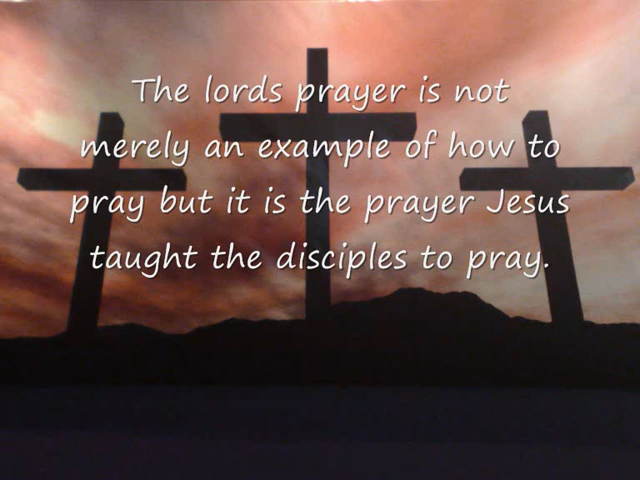 The lords prayer is not
merely an example of how to
pray but it is the prayer Jesus
taught the disciples to pray.